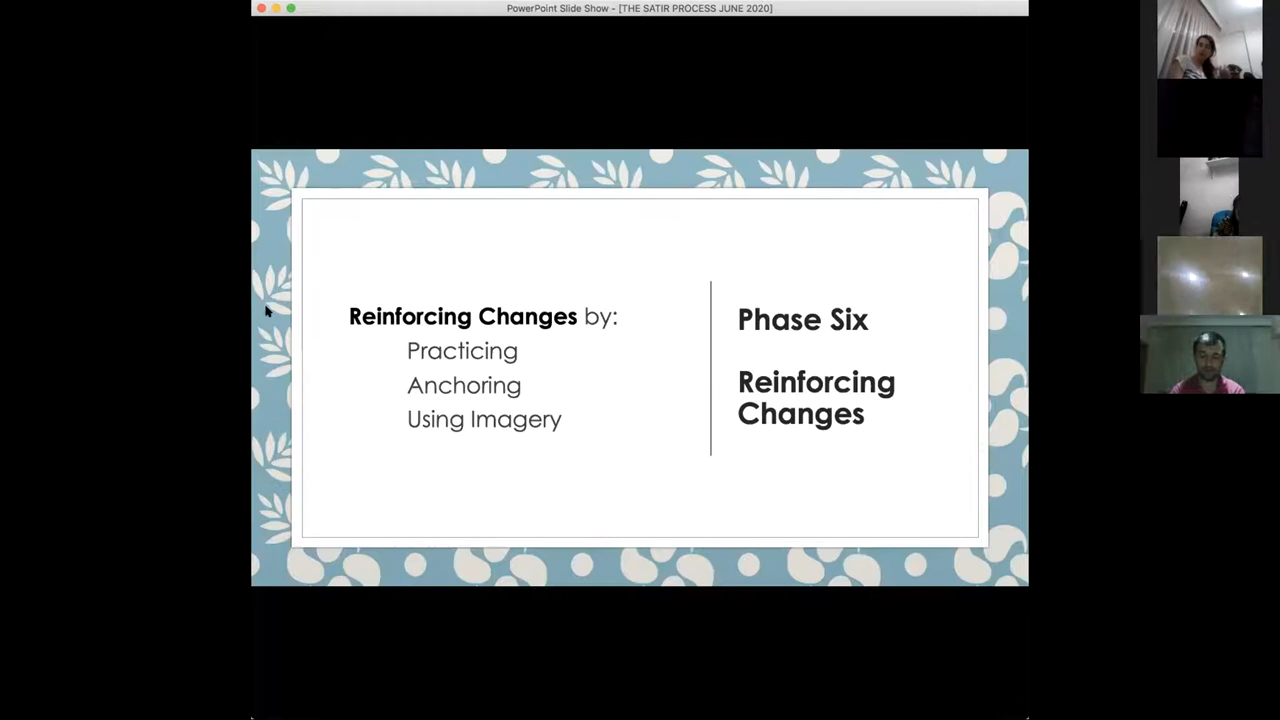 PowerPoint Slide Show - [THE SATIR PROCESS JUNE 2020]
Reinforcing Changes by:
Practicing
Anchoring
Using Imagery
Phase Six
Reinforcing
Changes